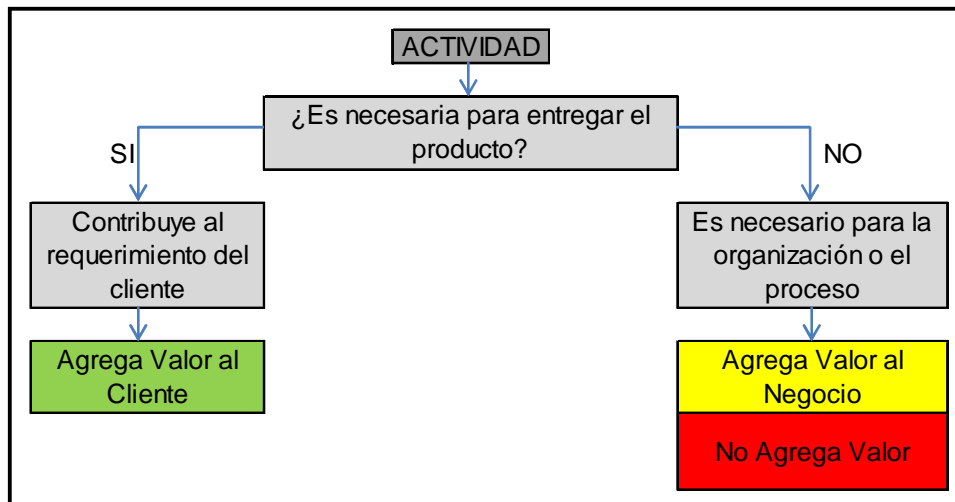 ACTIVIDAD
¿Es necesaria para entregar el
producto?
SI
NO
Contribuye al
requerimiento del
cliente
Es necesario para la
organización o el
proceso
Agrega Valor al
Cliente
Agrega Valor al
Negocio
No Agrega Valor